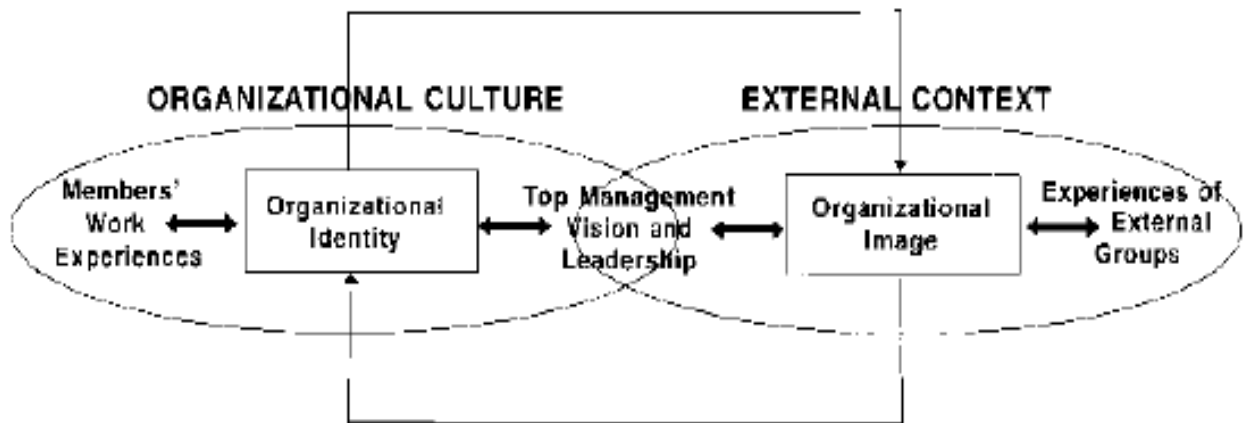 ORGANIZATIONAL CULTURE
EXTERNAL CONTEXT
Members'
Work
Experiences
Organizational
Identity
Top Management
Vision and
Leadership
Organizational
Image
Experiences of
External
Groups